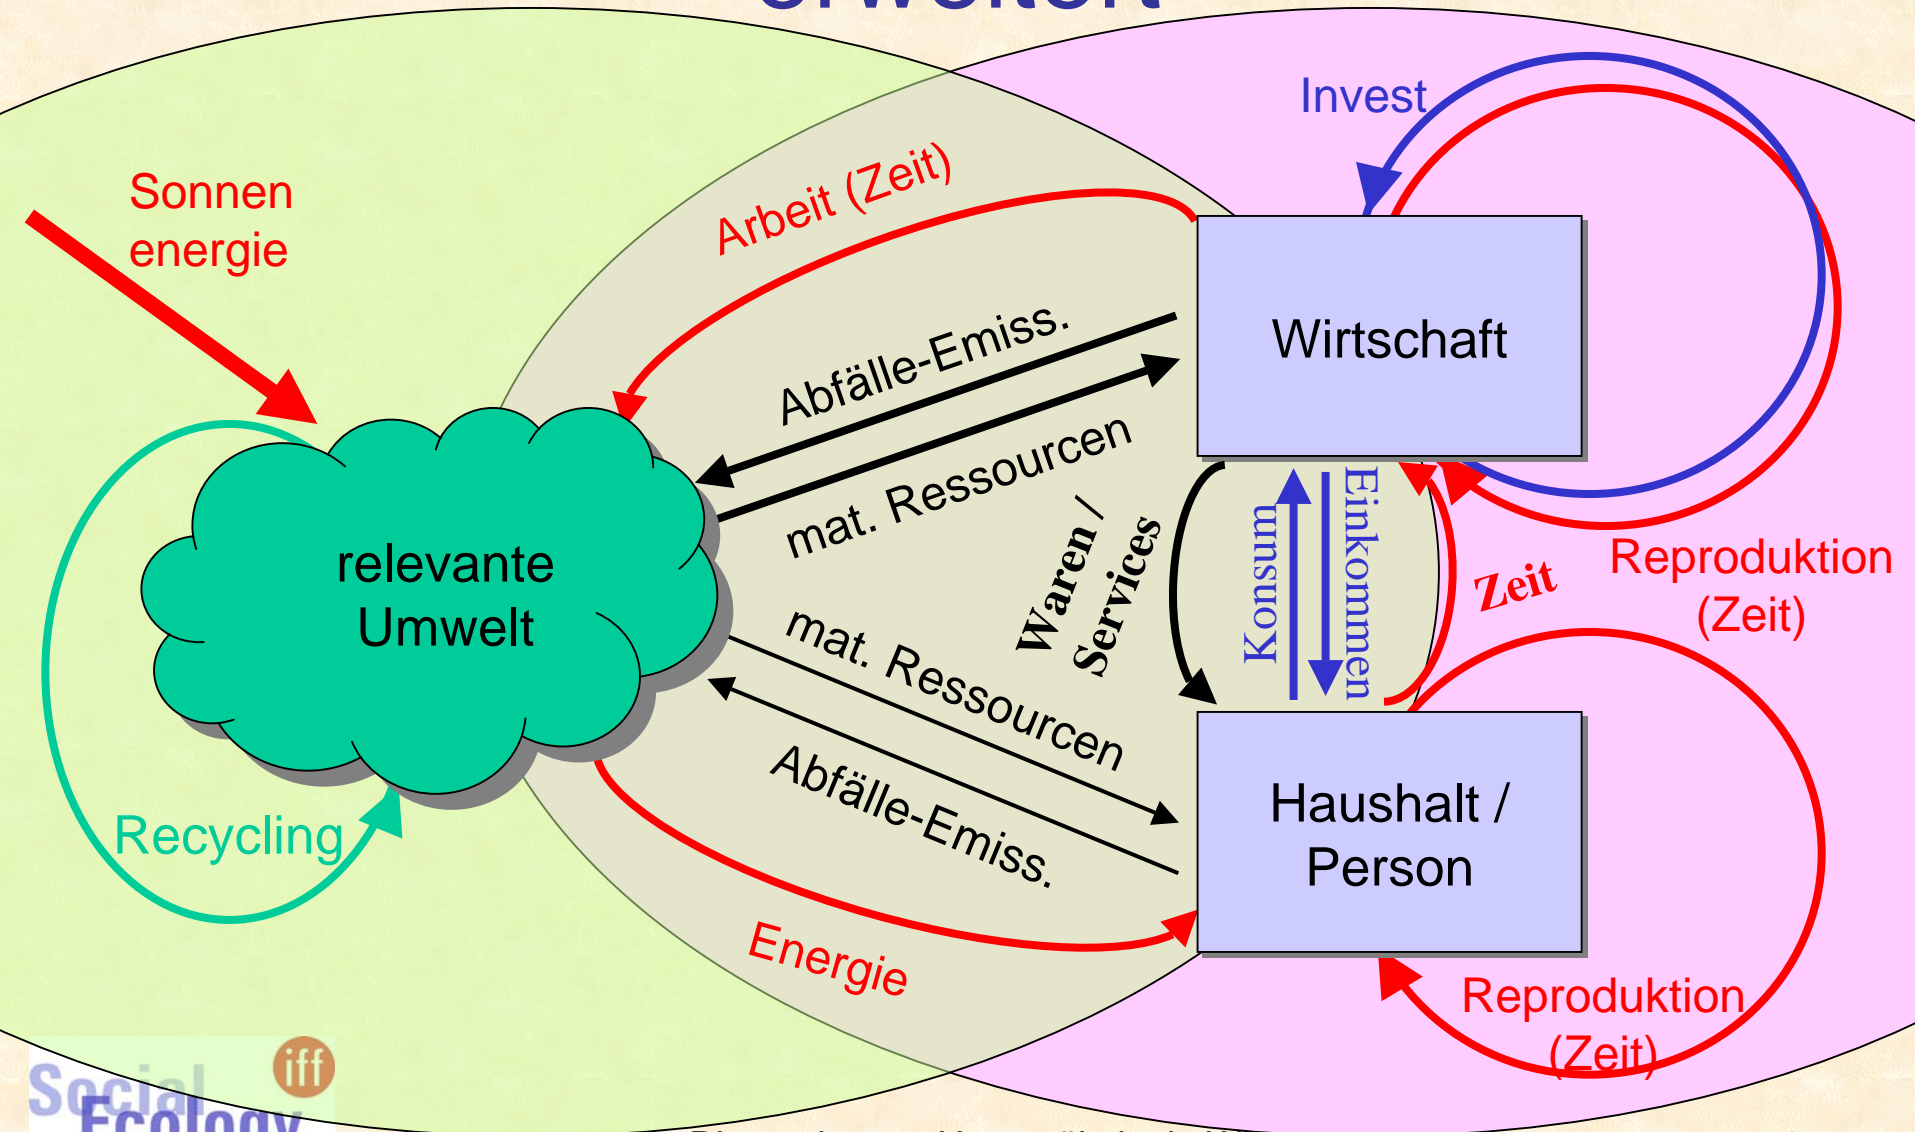 erweitert
Invest
Sonnen
energie
Arbeit (Zeit)
Wirtschaft
Abfälle-Emiss.
mat. Ressourcen
Waren /
Services
Konsum
Einkommen
Zeit
Reproduktion
(Zeit)
relevante
Umwelt
mat. Ressourcen
Abfälle-Emiss.
Haushalt /
Person
Recycling
Energie
Reproduktion
(Zeit)
iff
Social
Ecology